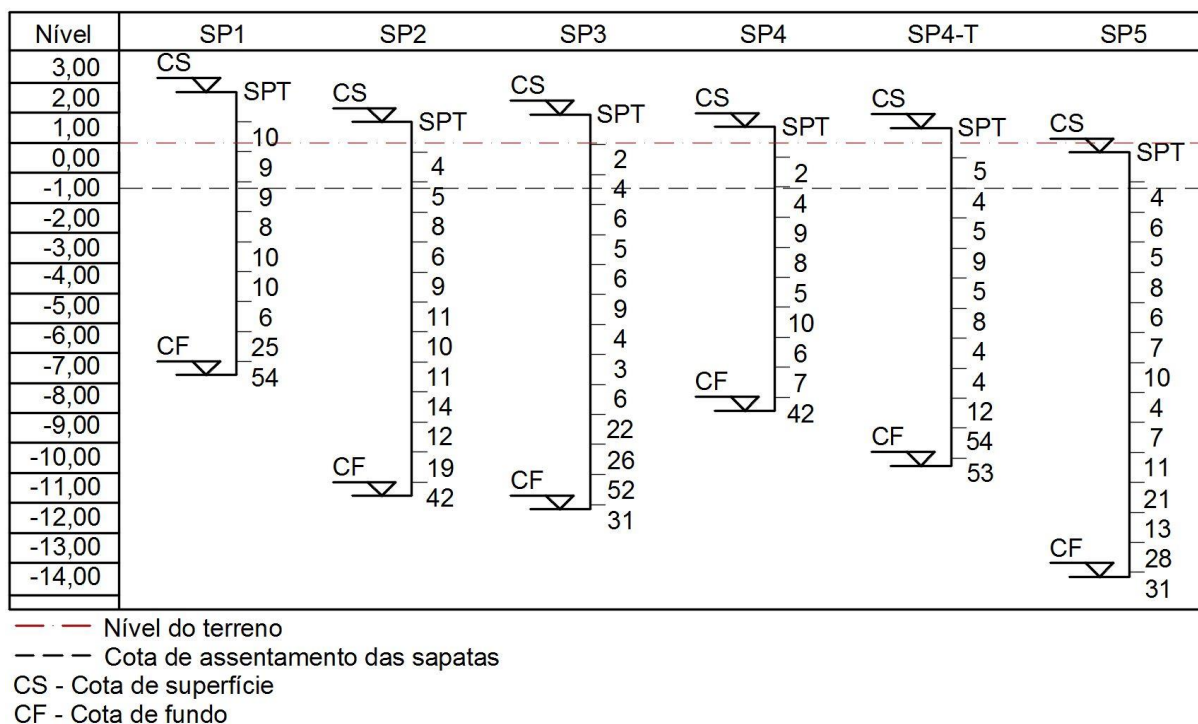 Nível SP1 SP2 SP3 SP4 SP4-T SP5
3,00 CS
2,00 SPT CS CS CS CS
1,00 10 SPT SPT SPT SPT CS
0,00 9 4 2 2 5 SPT
-1,00 9 5 4 4 4 4
-2,00 8 8 6 9 5 6
-3,00 10 6 5 8 9 5
-4,00 10 9 6 5 5 8
-5,00 6 11 9 10 8 6
-6,00 25 10 4 6 4 7
-7,00 CF 54 11 3 7 4 10
-8,00 14 6 CF 42 12 4
-9,00 12 22 54 7
-10,00 19 26 CF 53 11
-11,00 CF 42 CF 52 21
-12,00 31 13
-13,00 CF 28
-14,00 31
Nível do terreno
Cota de assentamento das sapatas
CS - Cota de superfície
CF - Cota de fundo